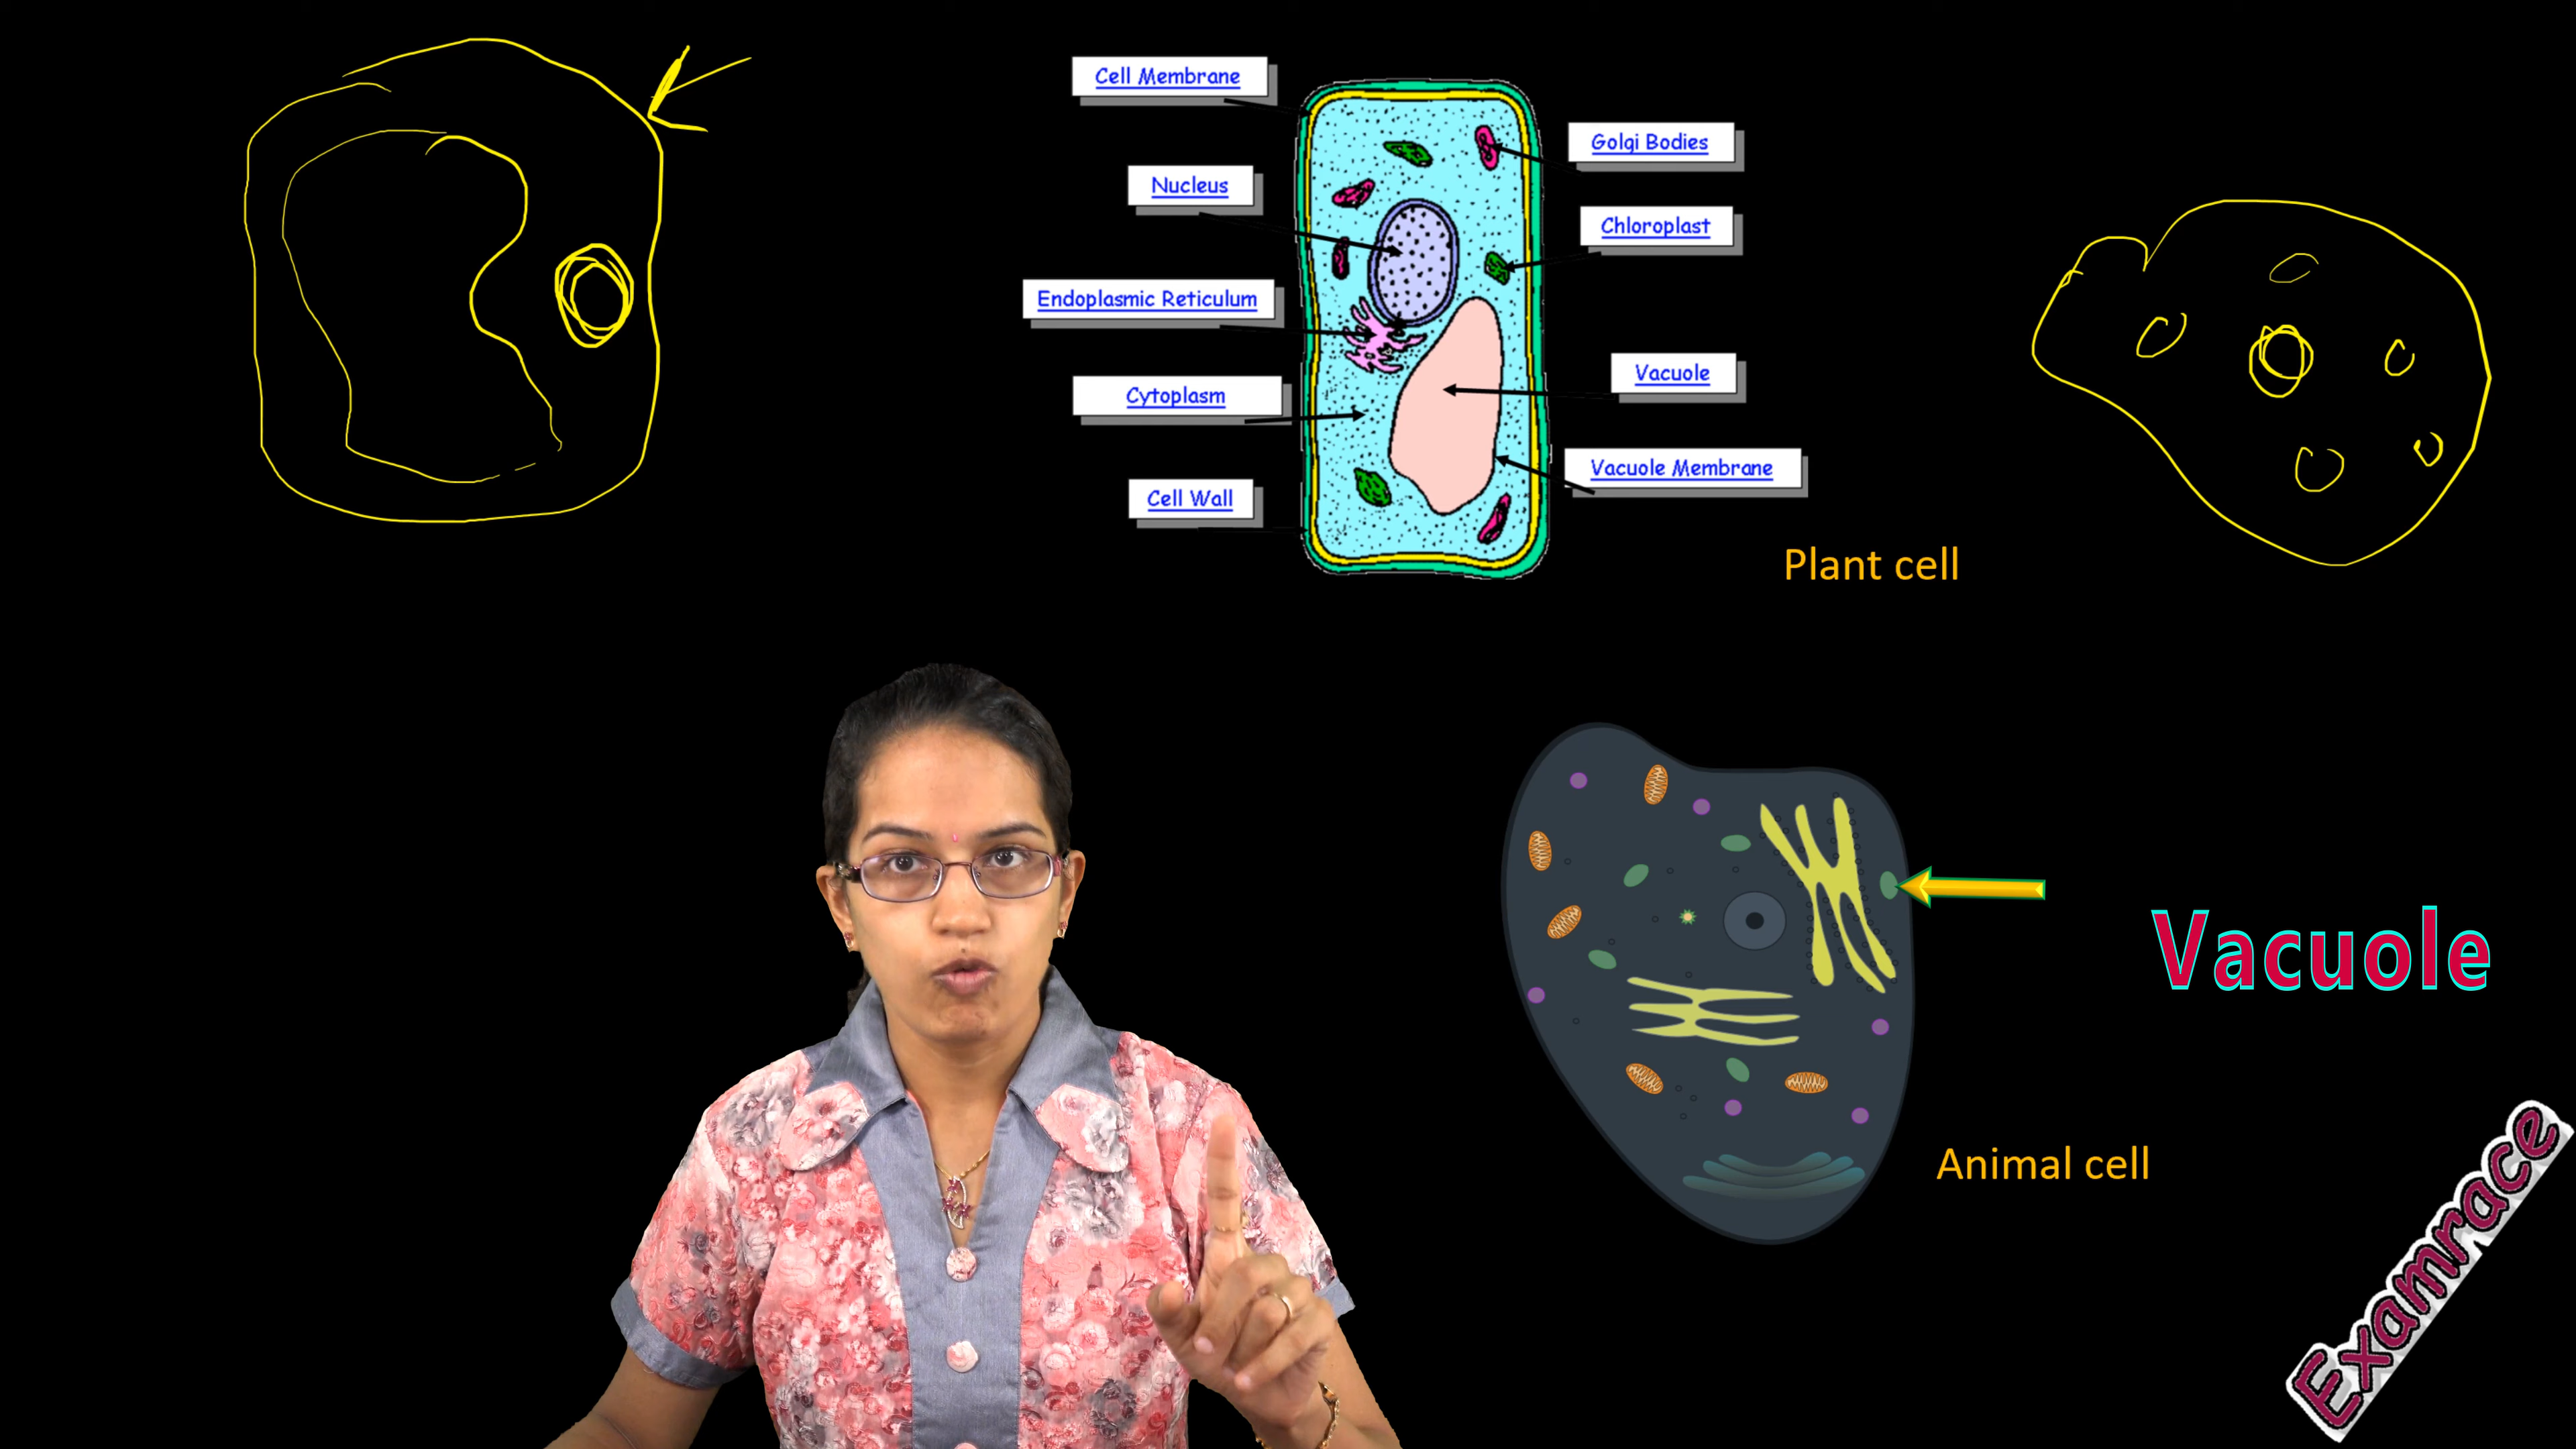 Cell Membrane
Golgi Bodies
Nucleus
Chloroplast
Endoplasmic Reticulum
Vacuole
Cytoplasm
Vacuole Membrane
Cell Wall
Plant cell
Vacuole
Animal cell
Examrace